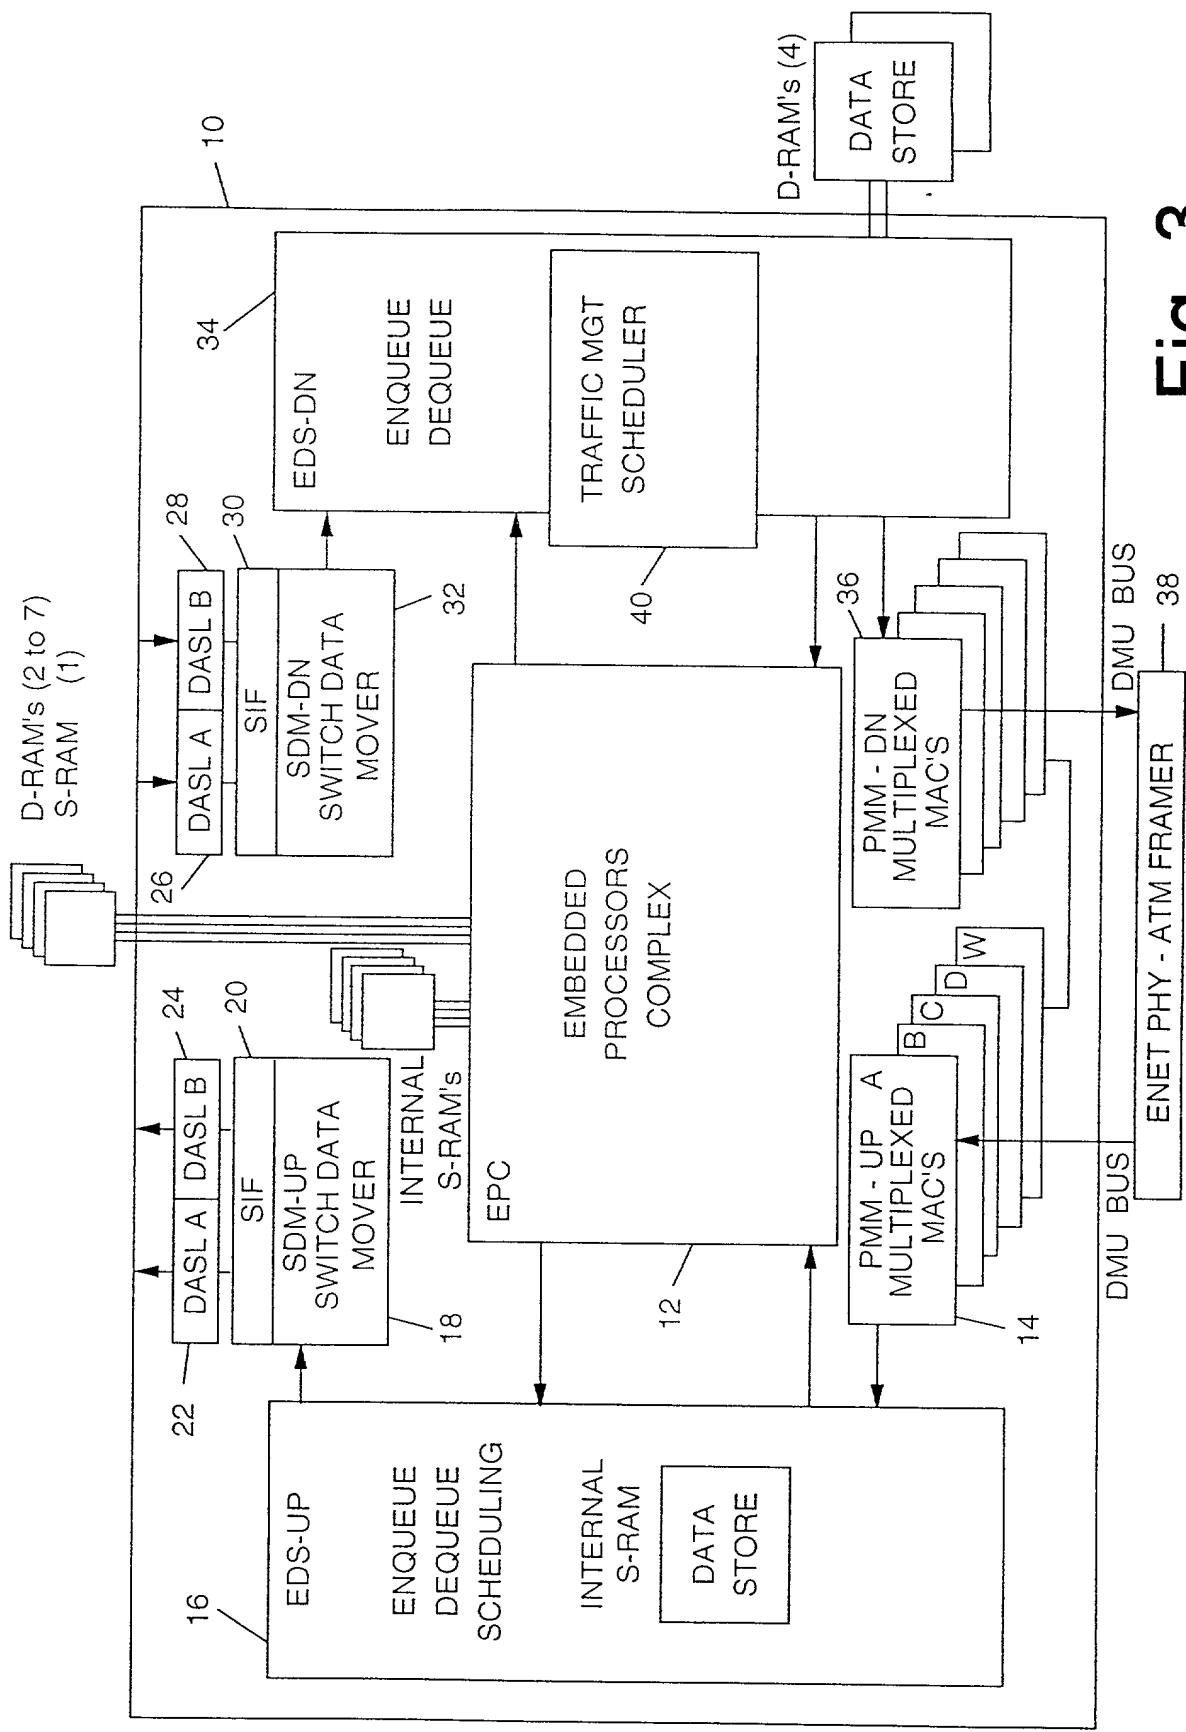 D-RAM's (2 to 7)
S-RAM (1)
10
22
24
DASL A
DASL B
20
SIF
SDM-UP
SWITCH DATA
MOVER
18
INTERNAL
S-RAM's
26
28
DASL A
DASL B
30
SIF
SDM-DN
SWITCH DATA
MOVER
32
16
EDS-UP
ENQUEUE
DEQUEUE
SCHEDULING
INTERNAL
S-RAM
DATA
STORE
EPC
EMBEDDED
PROCESSORS
COMPLEX
12
34
EDS-DN
ENQUEUE
DEQUEUE
TRAFFIC MGT
SCHEDULER
40
D-RAM's (4)
DATA
STORE
PMM - UP A
MULTIPLEXED
MAC'S
B
C
D
W
14
36
PMM - DN
MULTIPLEXED
MAC'S
DMU BUS
DMU BUS
ENET PHY - ATM FRAMER
38
Fig. 3